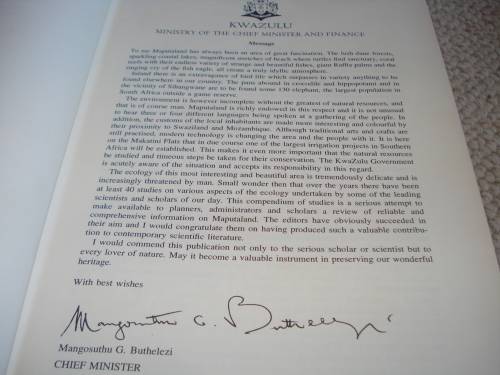 KWAZULU
MINISTRY OF THE CHIEF MINISTER AND FINANCE
Message
To me Maputaland has always been an area of great fascination. The lush dune forests,
sparkling coastal lakes, magnificent stretches of beach where turtles find sanctuary, coral
reefs with their endless variety of strange and beautiful fishes, giant Raffia palms and the
ringing cry of the fish eagle, all create a truly idyllic atmosphere.
Inland there is an extravagance of bird life which surpasses in variety anything to be
found elsewhere in our country. The pans abound in crocodile and hippopotami and in
the vicinity of Sihangwane are to be found some 130 elephant, the largest population in
South Africa outside a game reserve.
The environment is however incomplete without the greatest of natural resources, and
that is of course man. Maputaland is richly endowed in this respect and it is not unusual
to hear three or four different languages being spoken at a gathering of the people. In
addition, the customs of the local inhabitants are made more interesting and colourful by
their proximity to Swaziland and Mozambique. Although traditional arts and crafts are
still practised, modern technology is changing the area and the people with it. It is here
on the Makatini Flats that in due course one of the largest irrigation projects in Southern
Africa will be established. This makes it even more important that the natural resources
be studied and timeous steps be taken for their conservation. The KwaZulu Government
is acutely aware of the situation and accepts its responsibility in this regard.
The ecology of this most interesting and beautiful area is tremendously delicate and is
increasingly threatened by man. Small wonder then that over the years there have been
at least 40 studies on various aspects of the ecology undertaken by some of the leading
scientists and scholars of our day. This compendium of studies is a serious attempt to
make available to planners, administrators and scholars a review of reliable and
comprehensive information on Maputaland. The editors have obviously succeeded in
their aim and I would congratulate them on having produced such a valuable contribu-
tion to contemporary scientific literature.
I would commend this publication not only to the serious scholar or scientist but to
every lover of nature. May it become a valuable instrument in preserving our wonderful
heritage.
With best wishes
Mangosuthu G. Buthelezi
Mangosuthu G. Buthelezi
CHIEF MINISTER